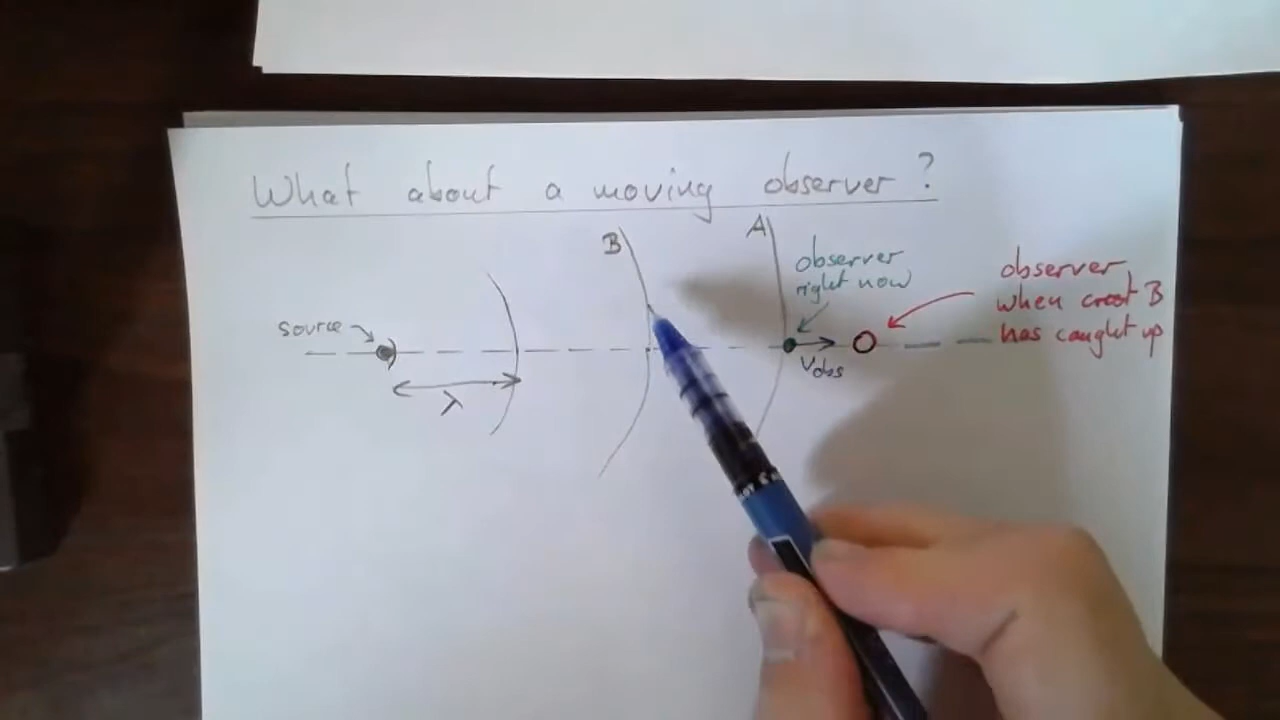 What about a moving observer?
B
A
observer
right now
observer
when crest B
has caught up
source
λ
Vobs